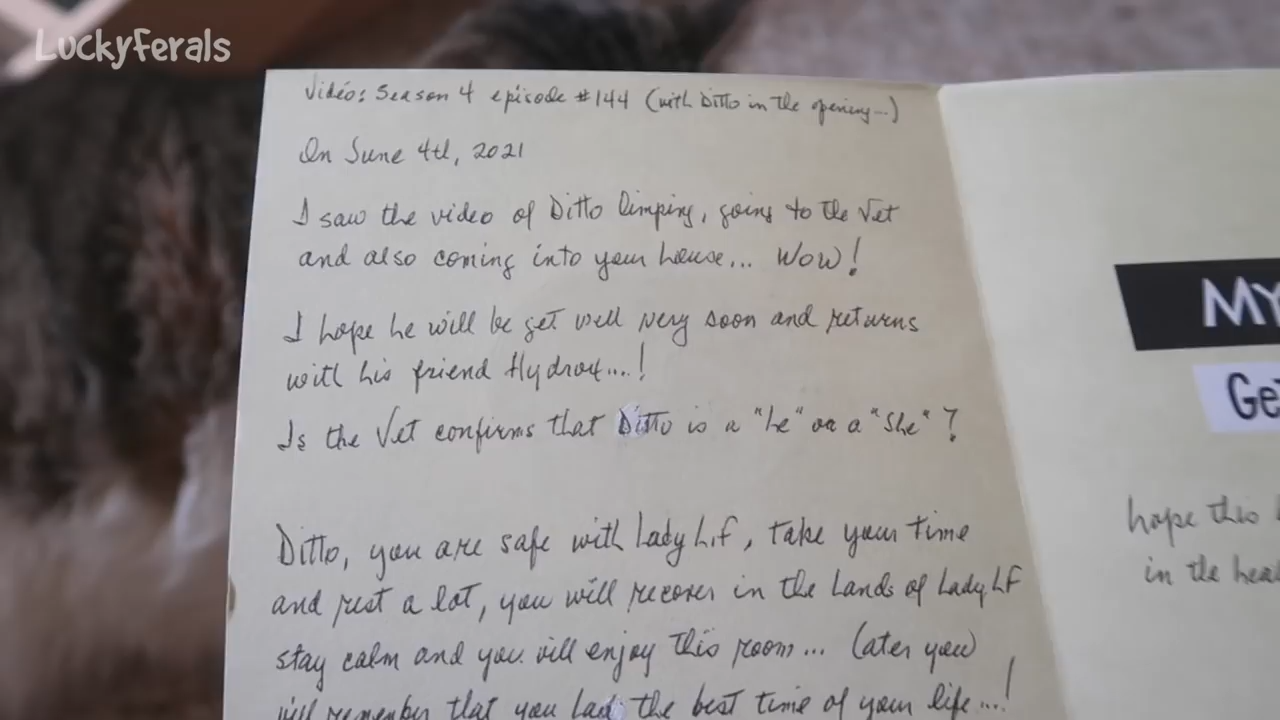 LuckyFerals
Vidéo: Season 4 episode #144 (with Ditto in the opening...)
On June 4th, 2021
I saw the video of Ditto limping, going to the Vet
and also coming into your house... Wow!
I hope he will be get well very soon and returns
with his friend Hydrox....!
Is the Vet confirms that Ditto is a "he" or a "She"?
Ditto, you are safe with Lady L.F, take your time
and rest a lot, you will recover in the Lands of Lady LF
stay calm and you will enjoy this room... (Later you)
will remember that you had the best time of your life...!
MY
GeT
hope this
in the